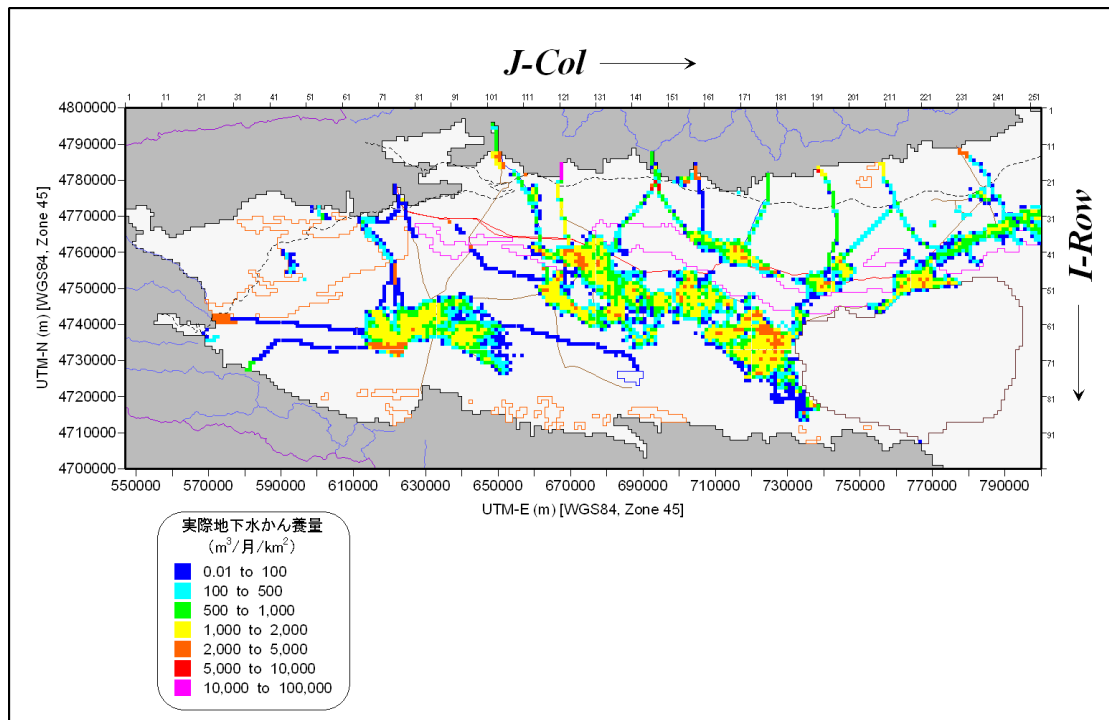 J-Col
1 11 21 31 41 51 61 71 81 91 101 111 121 131 141 151 161 171 181 191 201 211 221 231 241 251
4800000 1
4790000 11
4780000 21
4770000 31
4760000 41
4750000 51
4740000 61
4730000 71
4720000 81
4710000 91
4700000
UTM-N (m) [WGS84, Zone 45]
I-Row
550000 570000 590000 610000 630000 650000 670000 690000 710000 730000 750000 770000 790000
UTM-E (m) [WGS84, Zone 45]
実際地下水かん養量
(m³/月/km²)
0.01 to 100
100 to 500
500 to 1,000
1,000 to 2,000
2,000 to 5,000
5,000 to 10,000
10,000 to 100,000